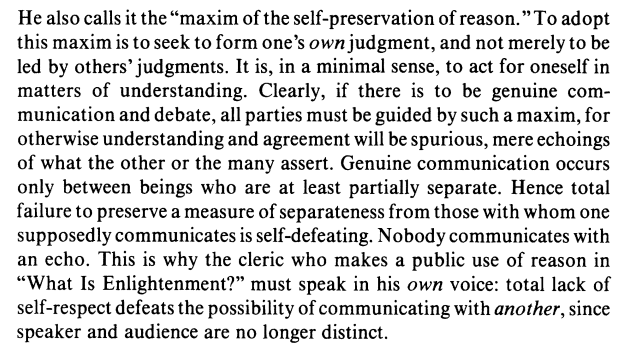 He also calls it the “maxim of the self-preservation of reason.” To adopt
this maxim is to seek to form one’s own judgment, and not merely to be
led by others’ judgments. It is, in a minimal sense, to act for oneself in
matters of understanding. Clearly, if there is to be genuine com-
munication and debate, all parties must be guided by such a maxim, for
otherwise understanding and agreement will be spurious, mere echoings
of what the other or the many assert. Genuine communication occurs
only between beings who are at least partially separate. Hence total
failure to preserve a measure of separateness from those with whom one
supposedly communicates is self-defeating. Nobody communicates with
an echo. This is why the cleric who makes a public use of reason in
“What Is Enlightenment?” must speak in his own voice: total lack of
self-respect defeats the possibility of communicating with another, since
speaker and audience are no longer distinct.